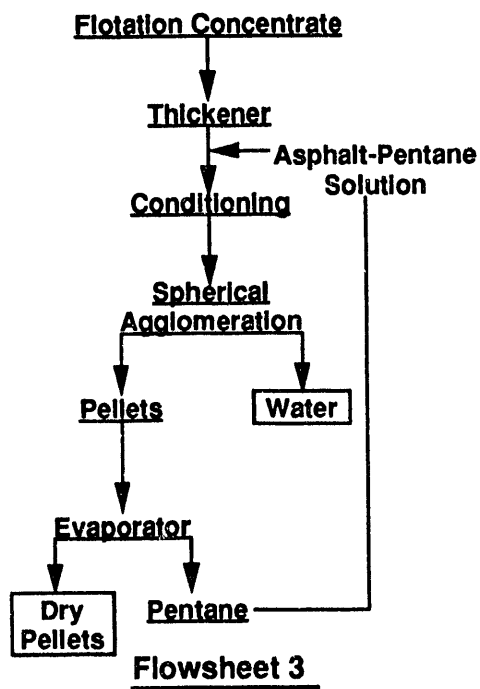 Flotation Concentrate
Thickener
Asphalt-Pentane
Solution
Conditioning
Spherical
Agglomeration
Pellets
Water
Evaporator
Dry
Pellets
Pentane
Flowsheet 3